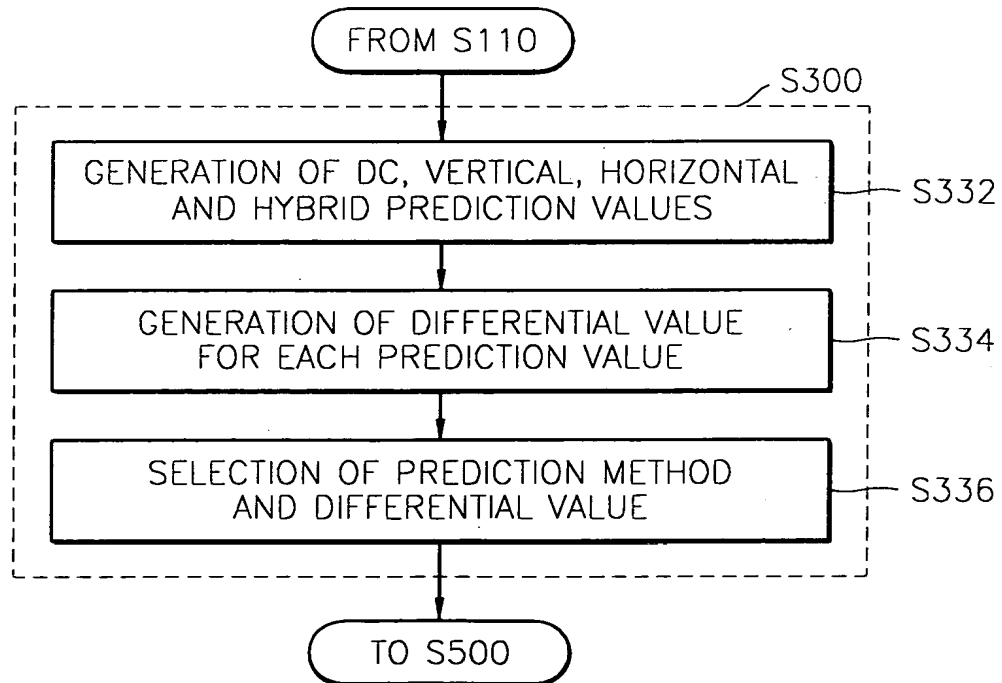 FROM S110
S300
GENERATION OF DC, VERTICAL, HORIZONTAL
AND HYBRID PREDICTION VALUES
S332
GENERATION OF DIFFERENTIAL VALUE
FOR EACH PREDICTION VALUE
S334
SELECTION OF PREDICTION METHOD
AND DIFFERENTIAL VALUE
S336
TO S500